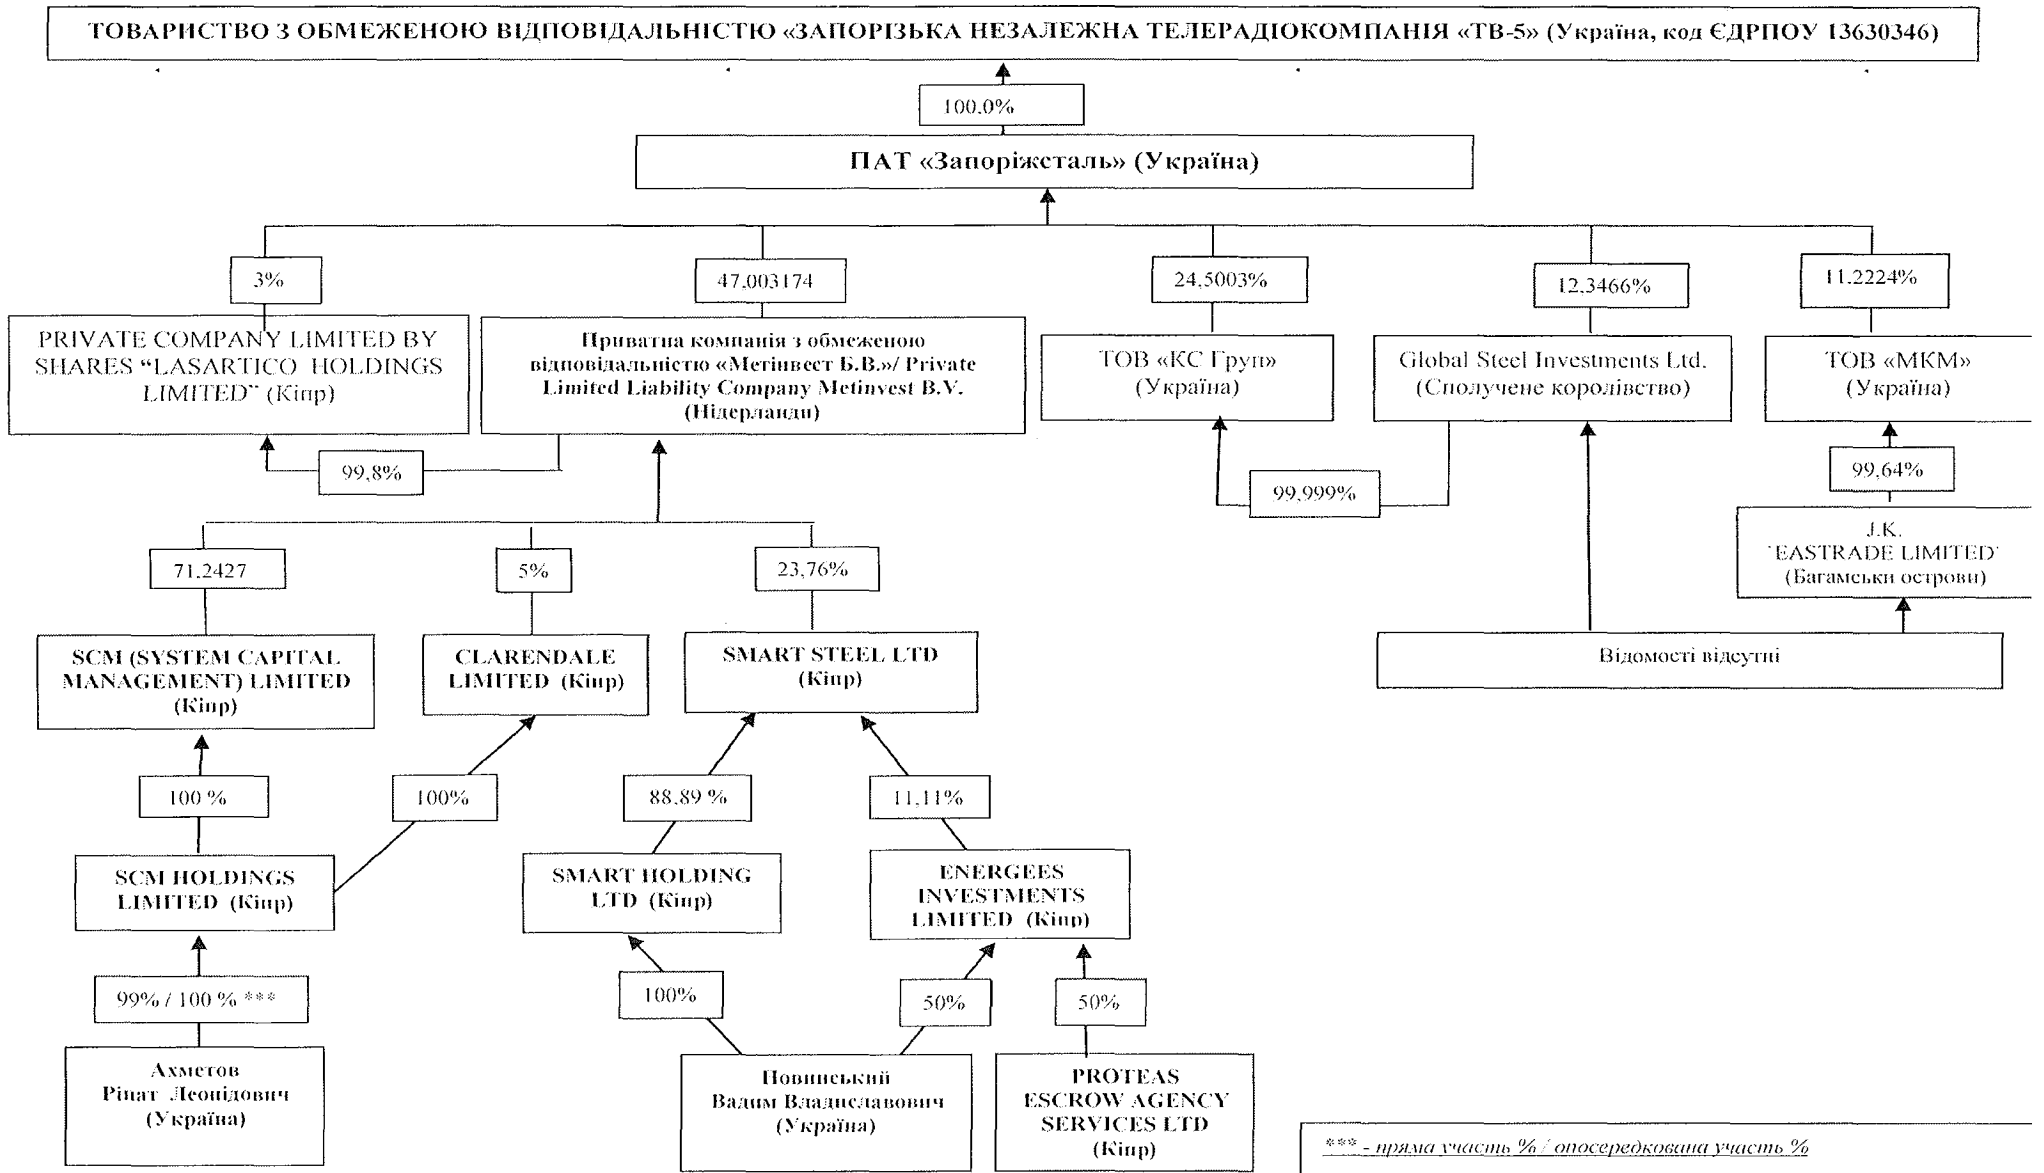 ТОВАРИСТВО З ОБМЕЖЕНОЮ ВІДПОВІДАЛЬНІСТЮ «ЗАПОРІЗЬКА НЕЗАЛЕЖНА ТЕЛЕРАДІОКОМПАНІЯ «ТВ-5» (Україна, код ЄДРПОУ 13630346)
100,0%
ПАТ «Запоріжсталь» (Україна)
3%
47,003174
24,5003%
12,3466%
11,2224%
PRIVATE COMPANY LIMITED BY
SHARES “LASARTICO HOLDINGS
LIMITED” (Кіпр)
Приватна компанія з обмеженою
відповідальністю «Метінвест Б.В.»/ Private
Limited Liability Company Metinvest B.V.
(Нідерланди)
ТОВ «КС Груп»
(Україна)
Global Steel Investments Ltd.
(Сполучене королівство)
ТОВ «МКМ»
(Україна)
99,8%
99,999%
99,64%
J.K.
'EASTRADE LIMITED'
(Багамськи острови)
71,2427
5%
23,76%
SCM (SYSTEM CAPITAL
MANAGEMENT) LIMITED
(Кіпр)
CLARENDALE
LIMITED (Кіпр)
SMART STEEL LTD
(Кіпр)
Відомості відсутні
100 %
100%
88,89 %
11,11%
SCM HOLDINGS
LIMITED (Кіпр)
SMART HOLDING
LTD (Кіпр)
ENERGEES
INVESTMENTS
LIMITED (Кіпр)
99% / 100 % ***
100%
50%
50%
Ахметов
Рінат Леонідович
(Україна)
Новинський
Вадим Владиславович
(Україна)
PROTEAS
ESCROW AGENCY
SERVICES LTD
(Кіпр)
*** - пряма участь % / опосередкована участь %